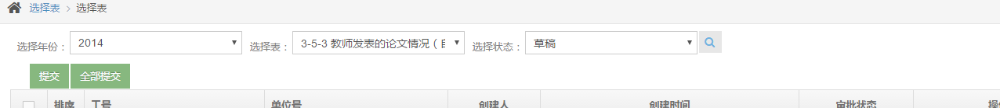 选择表 > 选择表
选择年份： 2014 选择表： 3-5-3 教师发表的论文情况（ 选择状态： 草稿
提交 全部提交
排序 工号 单位号 创建人 创建时间 审批状态